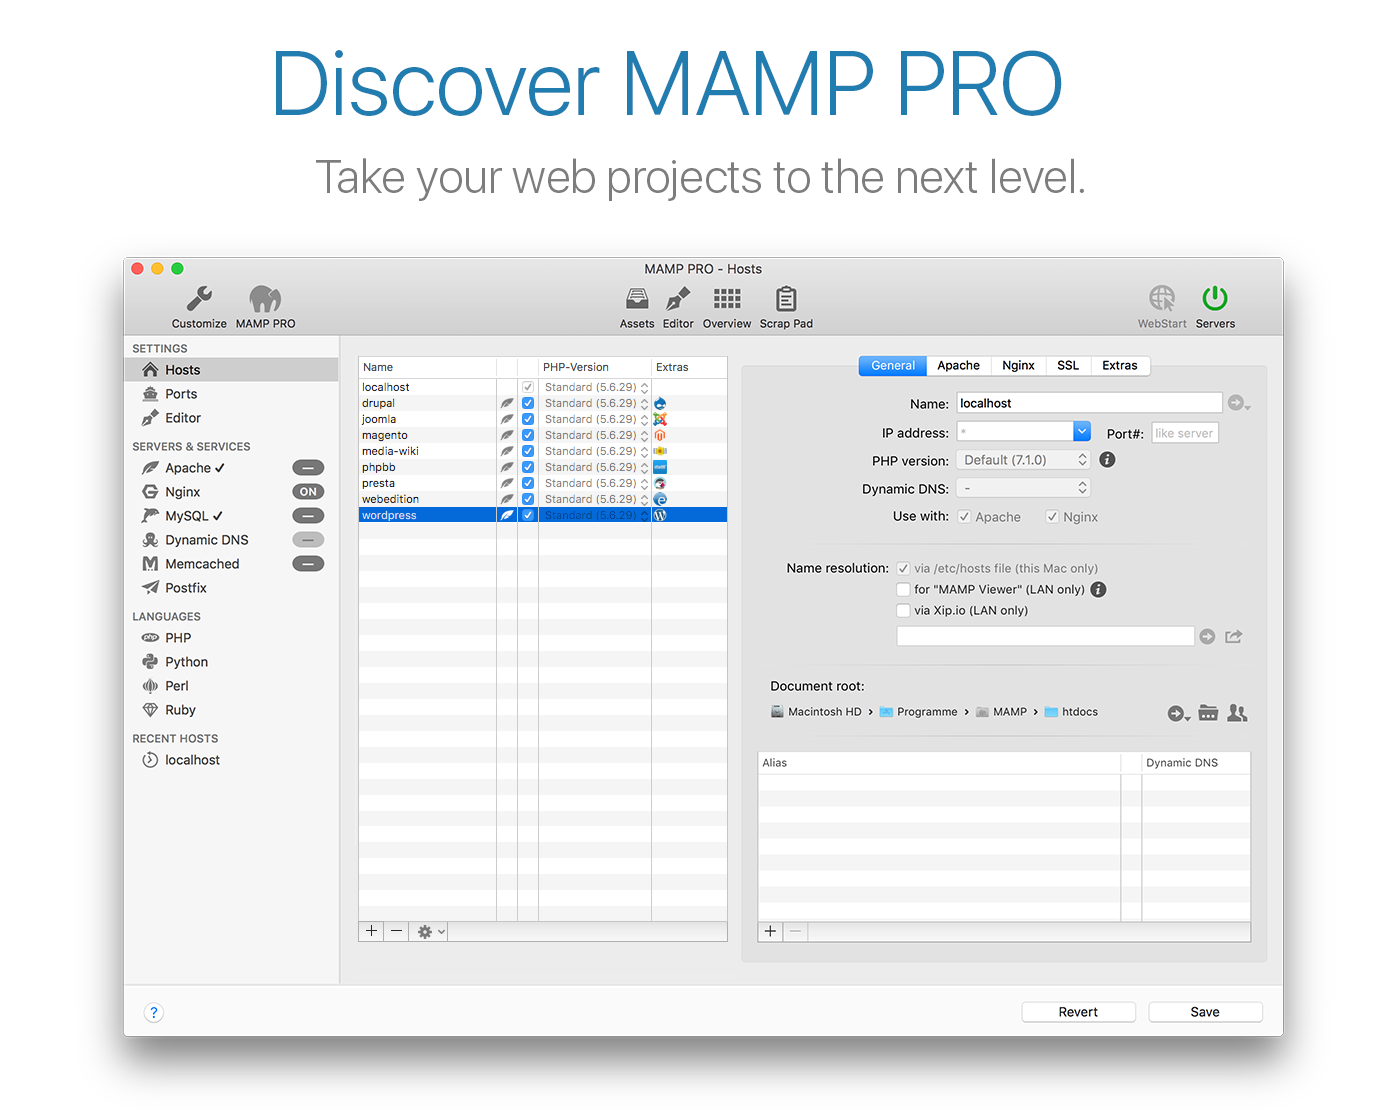 Discover MAMP PRO
Take your web projects to the next level.
MAMP PRO - Hosts
Customize MAMP PRO Assets Editor Overview Scrap Pad WebStart Servers
SETTINGS
Hosts
Ports
Editor
SERVERS & SERVICES
Apache ✓
Nginx ON
MySQL ✓
Dynamic DNS
Memcached
Postfix
LANGUAGES
php PHP
Python
Perl
Ruby
RECENT HOSTS
localhost
Name PHP-Version Extras
localhost Standard (5.6.29)
drupal Standard (5.6.29)
joomla Standard (5.6.29)
magento Standard (5.6.29)
media-wiki Standard (5.6.29)
phpbb Standard (5.6.29)
presta Standard (5.6.29)
webedition Standard (5.6.29)
wordpress Standard (5.6.29)
General Apache Nginx SSL Extras
Name: localhost
IP address: * Port#: like server
PHP version: Default (7.1.0)
Dynamic DNS: -
Use with: Apache Nginx
Name resolution: via /etc/hosts file (this Mac only)
for "MAMP Viewer" (LAN only)
via Xip.io (LAN only)
Document root:
Macintosh HD > Programme > MAMP > htdocs
Alias Dynamic DNS
+ − + −
? Revert Save